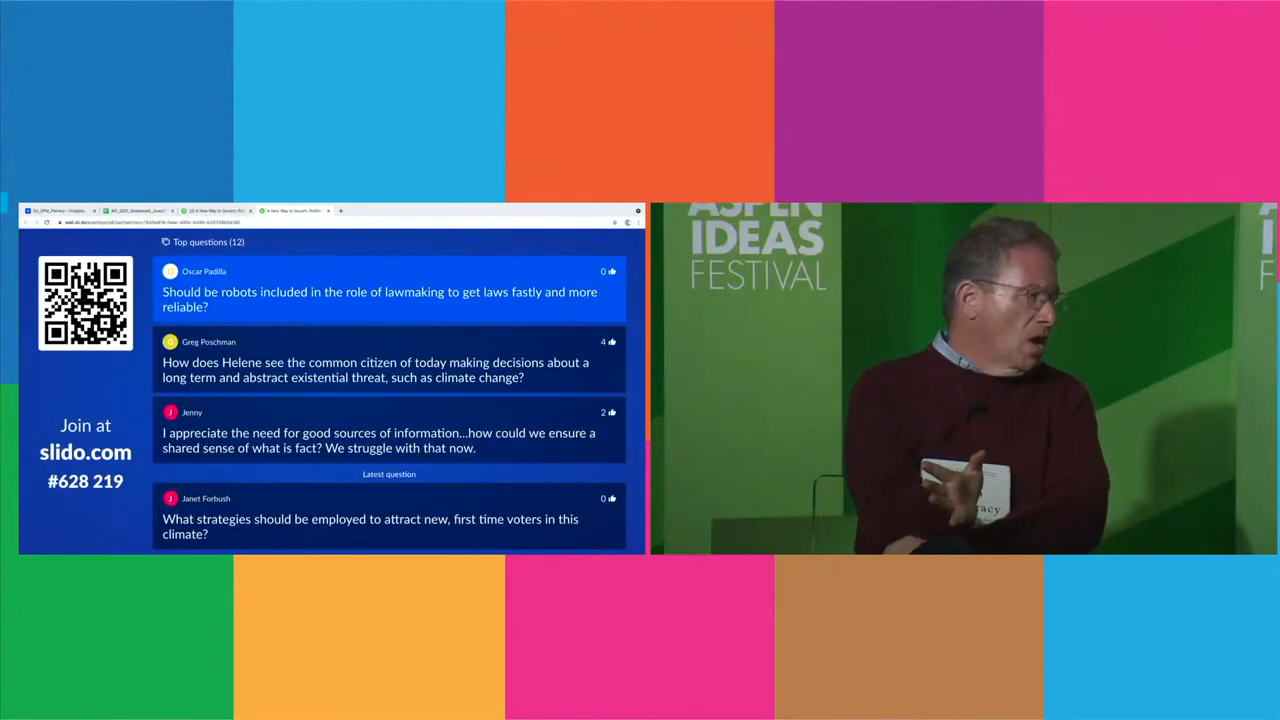 Top questions (12)
Oscar Padilla
0
Should be robots included in the role of lawmaking to get laws fastly and more
reliable?
G
Greg Poschman
4
How does Helene see the common citizen of today making decisions about a
long term and abstract existential threat, such as climate change?
J
Jenny
2
I appreciate the need for good sources of information...how could we ensure a
shared sense of what is fact? We struggle with that now.
Latest question
J
Janet Forbush
0
What strategies should be employed to attract new, first time voters in this
climate?
Join at
slido.com
#628 219
ASPEN
IDEAS
FESTIVAL